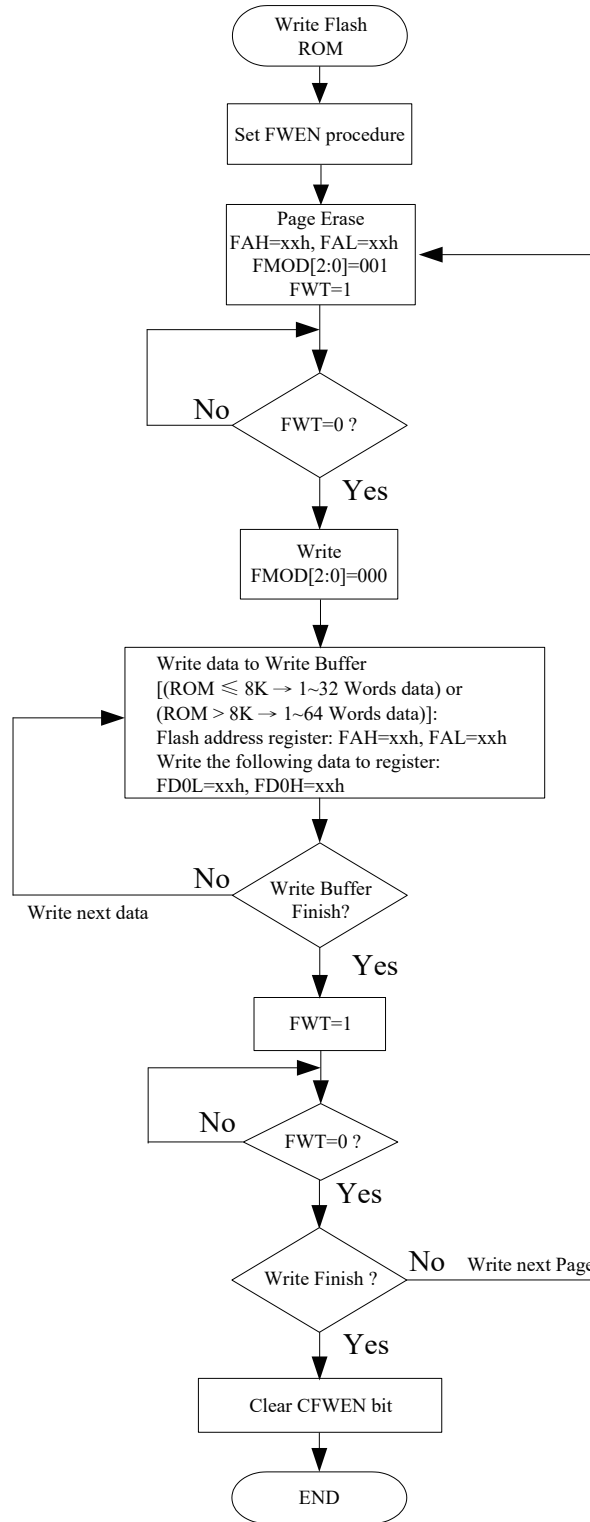 Write Flash
ROM
Set FWEN procedure
Page Erase
FAH=xxh, FAL=xxh
FMOD[2:0]=001
FWT=1
No
FWT=0 ?
Yes
Write
FMOD[2:0]=000
Write data to Write Buffer
[(ROM ≤ 8K → 1~32 Words data) or
(ROM > 8K → 1~64 Words data)]:
Flash address register: FAH=xxh, FAL=xxh
Write the following data to register:
FD0L=xxh, FD0H=xxh
No
Write Buffer
Finish?
Write next data
Yes
FWT=1
No
FWT=0 ?
Yes
Write Finish ?
No
Write next Page
Yes
Clear CFWEN bit
END